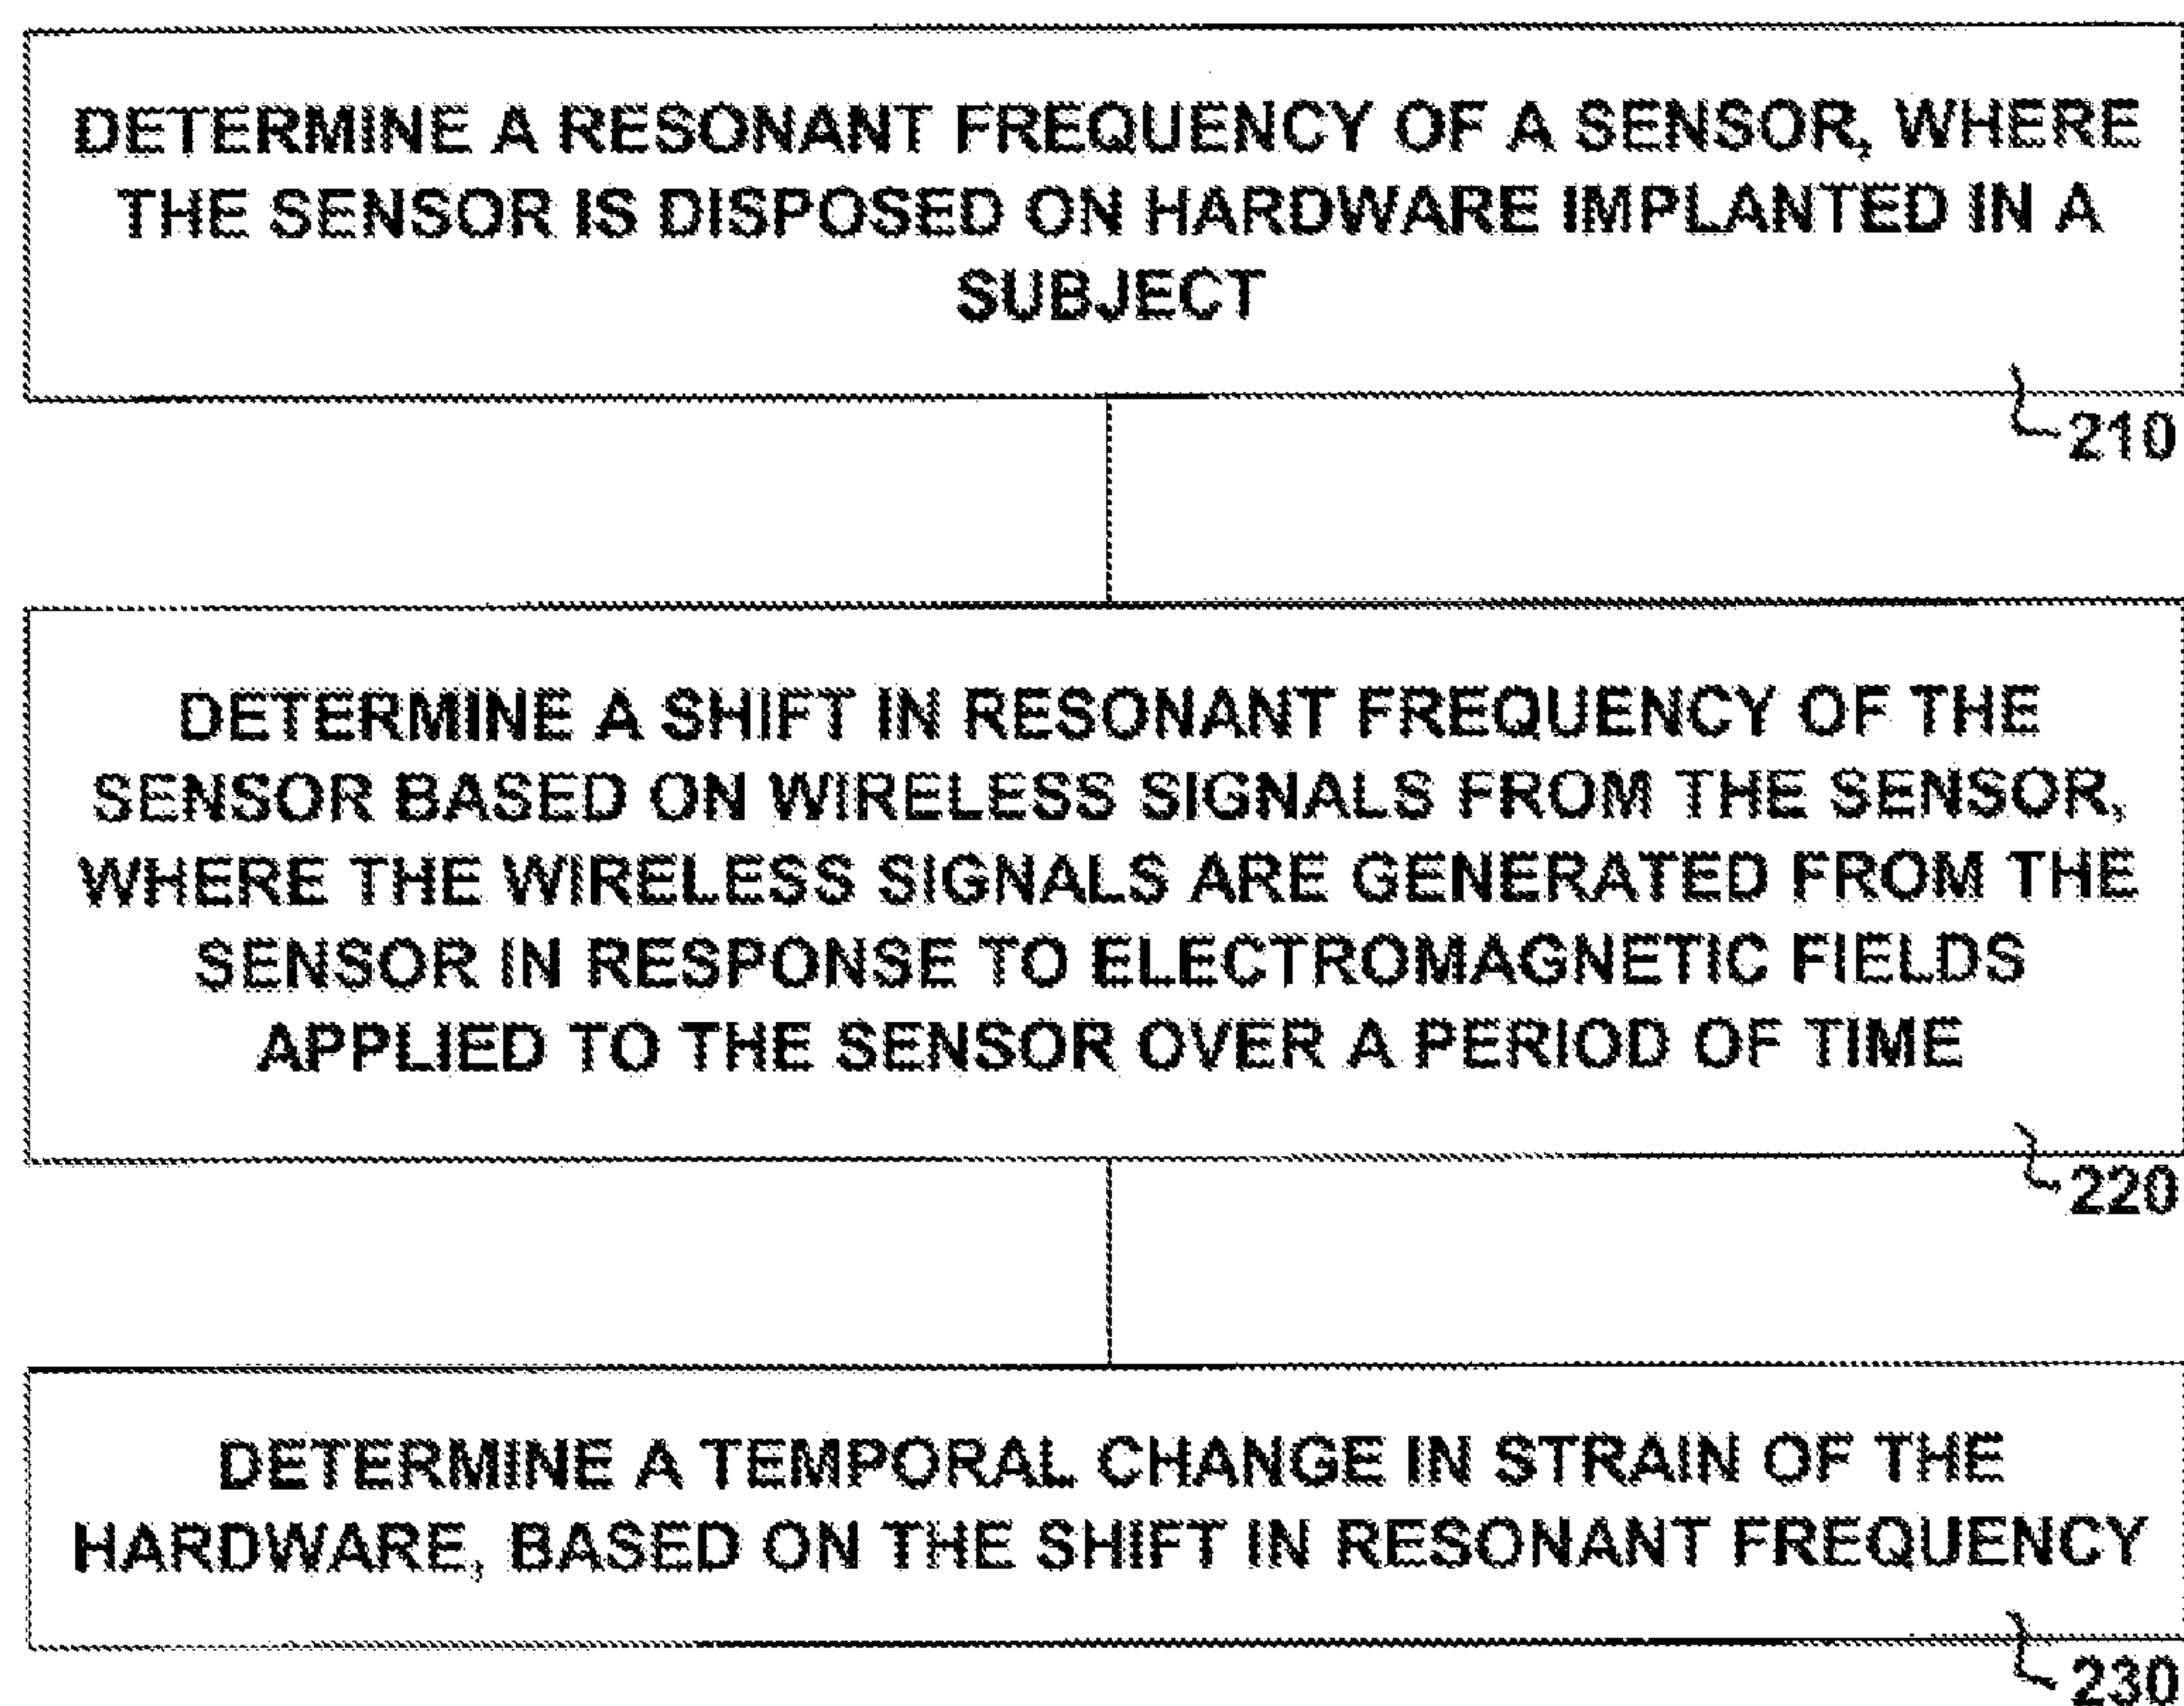 DETERMINE A RESONANT FREQUENCY OF A SENSOR, WHERE
THE SENSOR IS DISPOSED ON HARDWARE IMPLANTED IN A
SUBJECT
210
DETERMINE A SHIFT IN RESONANT FREQUENCY OF THE
SENSOR BASED ON WIRELESS SIGNALS FROM THE SENSOR,
WHERE THE WIRELESS SIGNALS ARE GENERATED FROM THE
SENSOR IN RESPONSE TO ELECTROMAGNETIC FIELDS
APPLIED TO THE SENSOR OVER A PERIOD OF TIME
220
DETERMINE A TEMPORAL CHANGE IN STRAIN OF THE
HARDWARE, BASED ON THE SHIFT IN RESONANT FREQUENCY
230